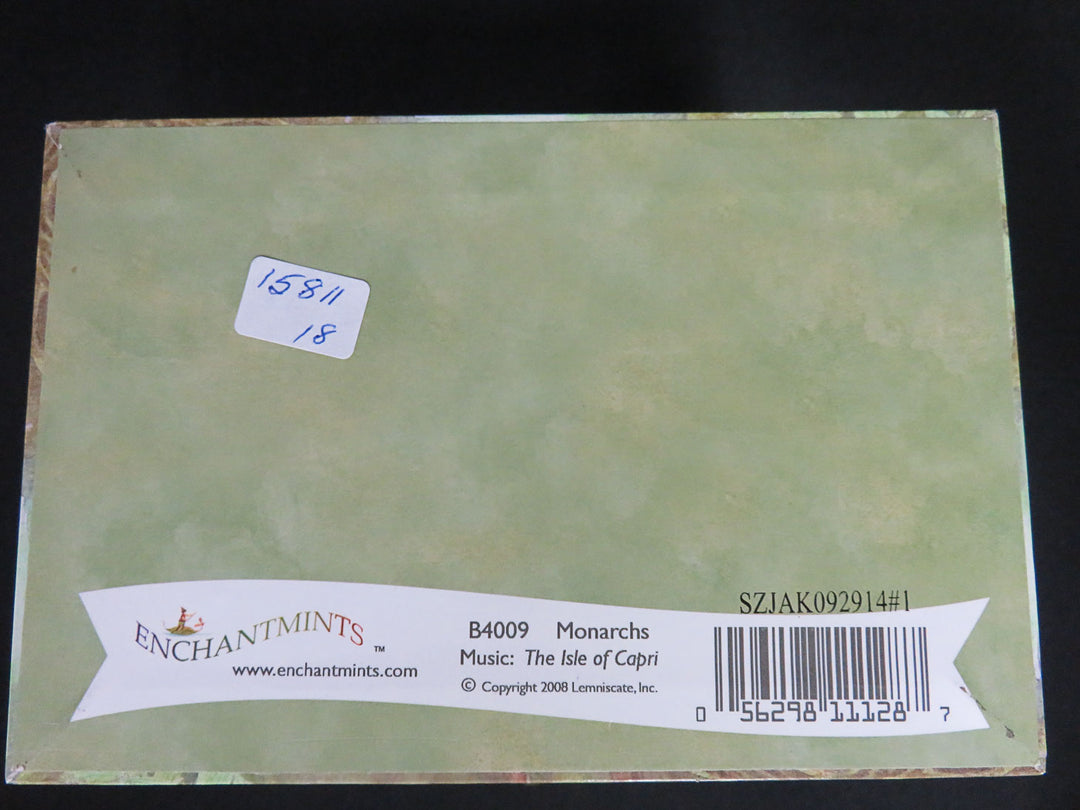 15811
18
SZJAK092914#1
ENCHANTMINTS ™
www.enchantmints.com
B4009 Monarchs
Music: The Isle of Capri
© Copyright 2008 Lemniscate, Inc.
0 56298 11128 7